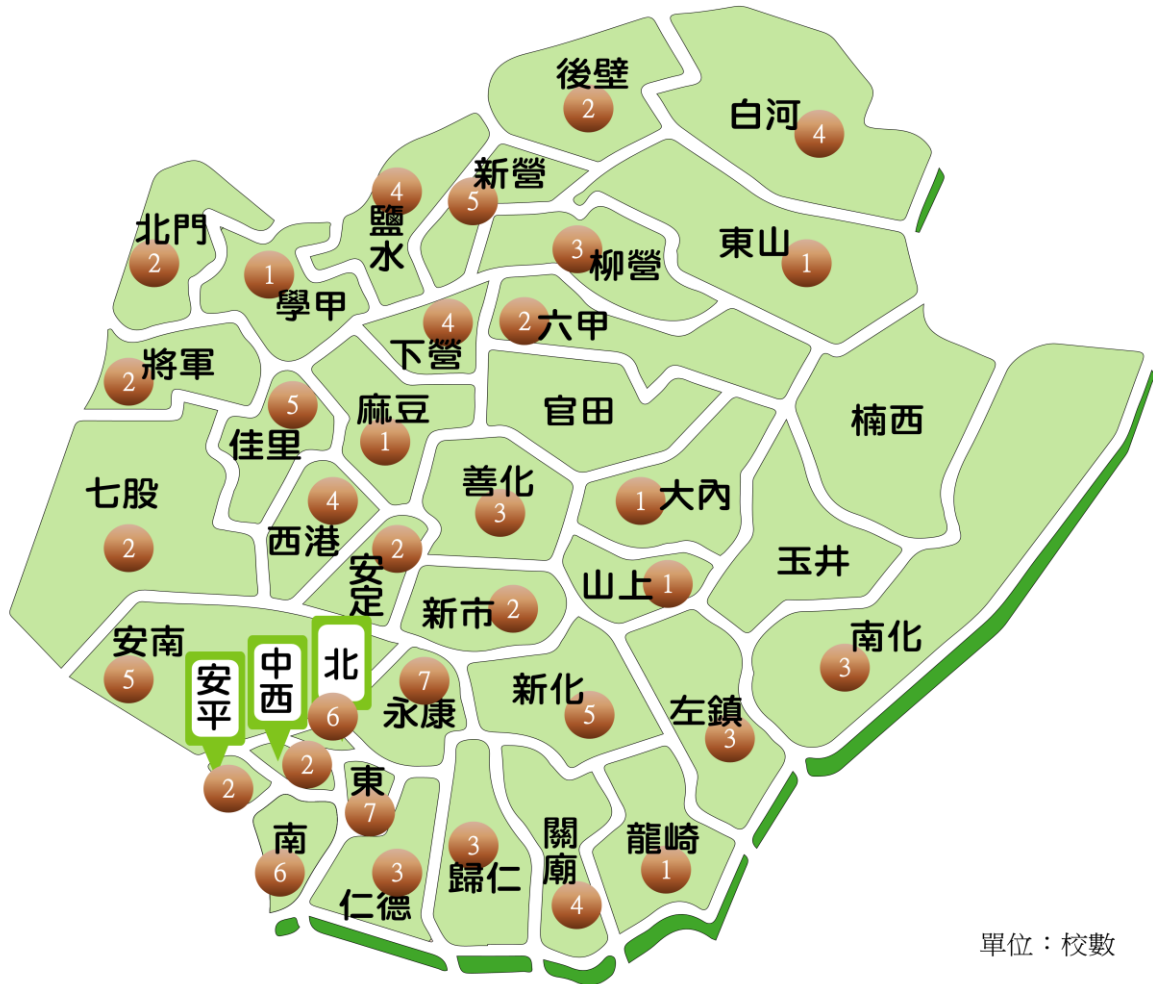 後壁
2
白河
4
新營
5
4
鹽水
北門
2
1
學甲
3
柳營
東山
1
4
下營
2
六甲
將軍
2
5
佳里
麻豆
1
官田
楠西
七股
2
4
西港
善化
3
1
大內
2
安定
新市
2
山上
1
玉井
南化
3
安南
5
安平
2
中西
2
北
6
7
永康
新化
5
左鎮
3
東
7
南
6
3
仁德
3
歸仁
關廟
4
龍崎
1
單位：校數